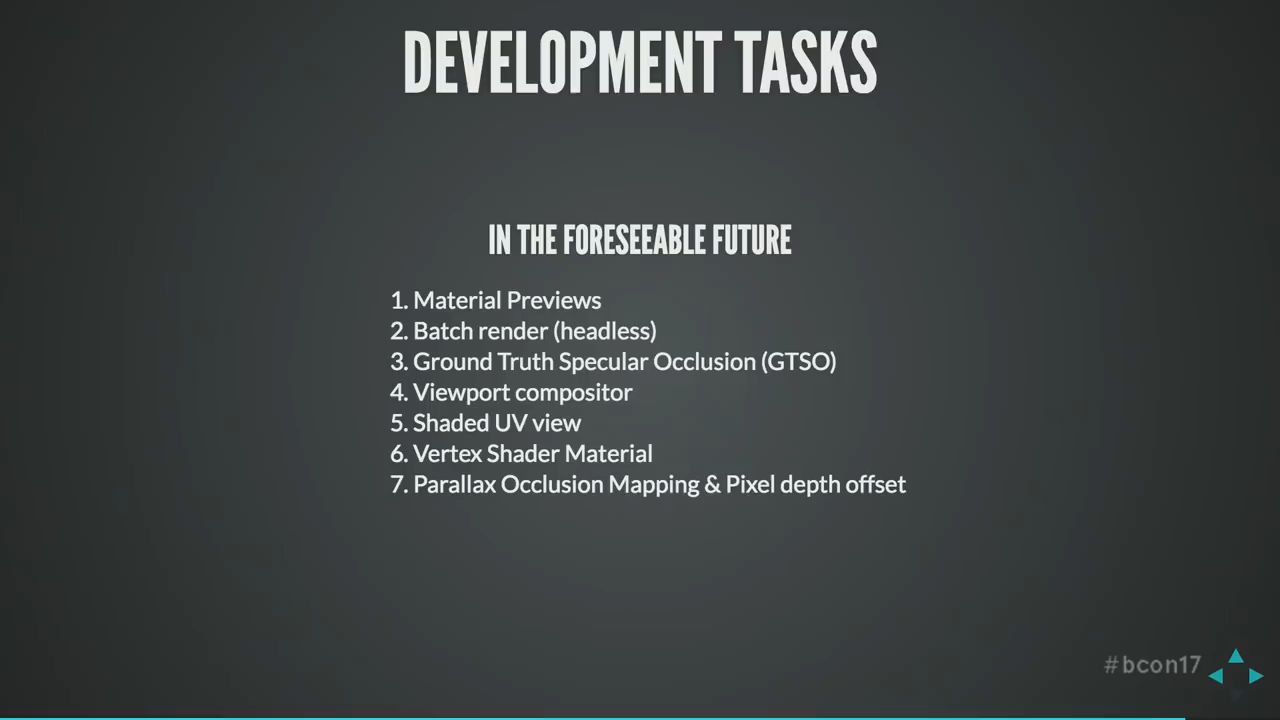 DEVELOPMENT TASKS
IN THE FORESEEABLE FUTURE
1. Material Previews
2. Batch render (headless)
3. Ground Truth Specular Occlusion (GTSO)
4. Viewport compositor
5. Shaded UV view
6. Vertex Shader Material
7. Parallax Occlusion Mapping & Pixel depth offset
#bcon17